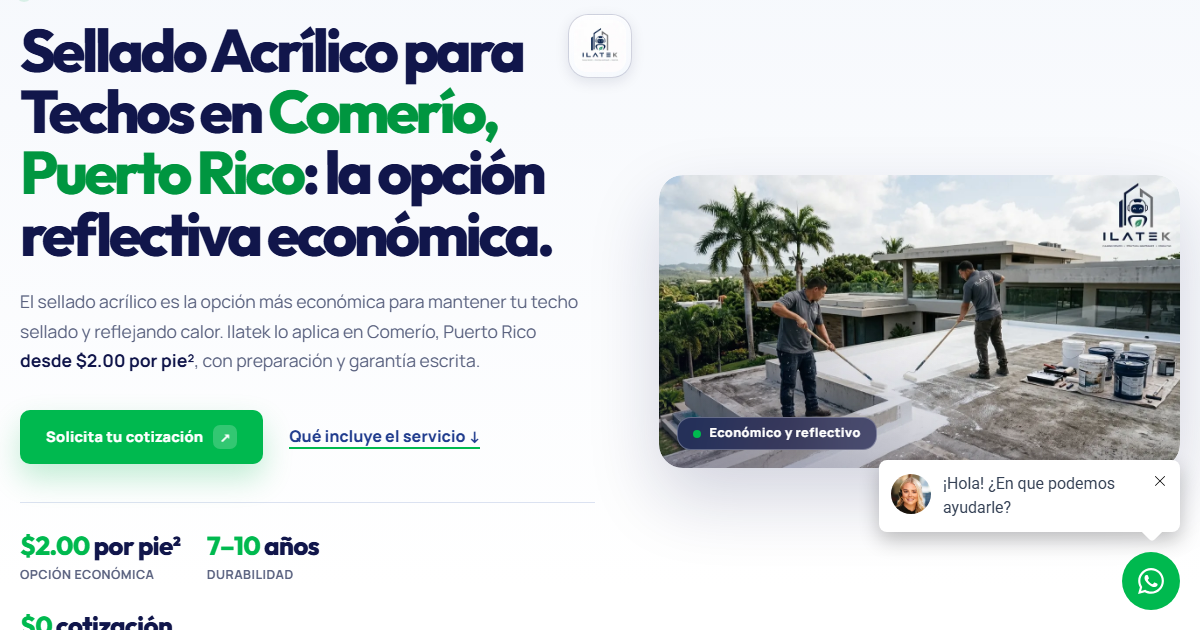 Sellado Acrílico para
Techos en Comerío,
Puerto Rico: la opción
reflectiva económica.
El sellado acrílico es la opción más económica para mantener tu techo
sellado y reflejando calor. Ilatek lo aplica en Comerío, Puerto Rico
desde $2.00 por pie², con preparación y garantía escrita.
Solicita tu cotización ↗
Qué incluye el servicio ↓
$2.00 por pie²
OPCIÓN ECONÓMICA
7–10 años
DURABILIDAD
$0 cotización
ILATEK
ILATEK
Económico y reflectivo
¡Hola! ¿En que podemos
ayudarle?